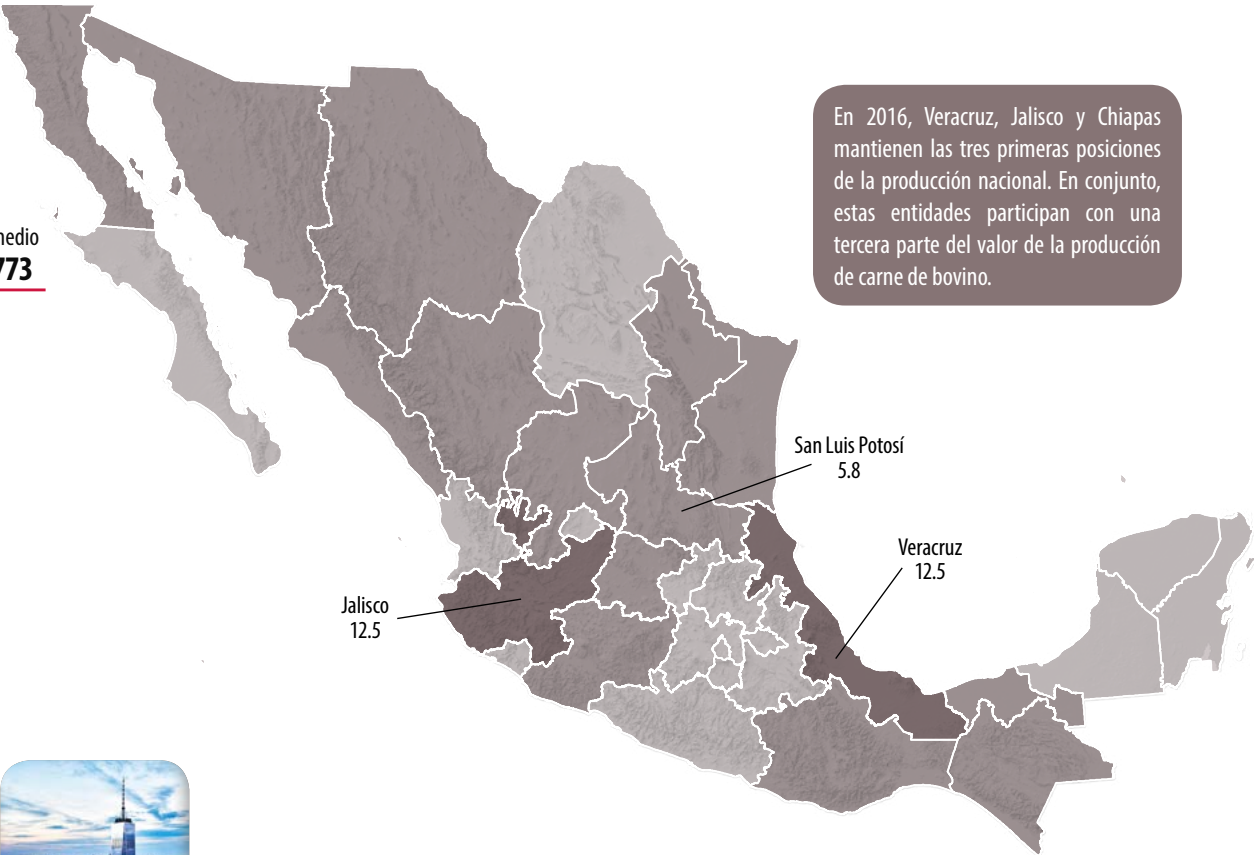 En 2016, Veracruz, Jalisco y Chiapas
mantienen las tres primeras posiciones
de la producción nacional. En conjunto,
estas entidades participan con una
tercera parte del valor de la producción
de carne de bovino.
773
San Luis Potosí
5.8
Veracruz
12.5
Jalisco
12.5